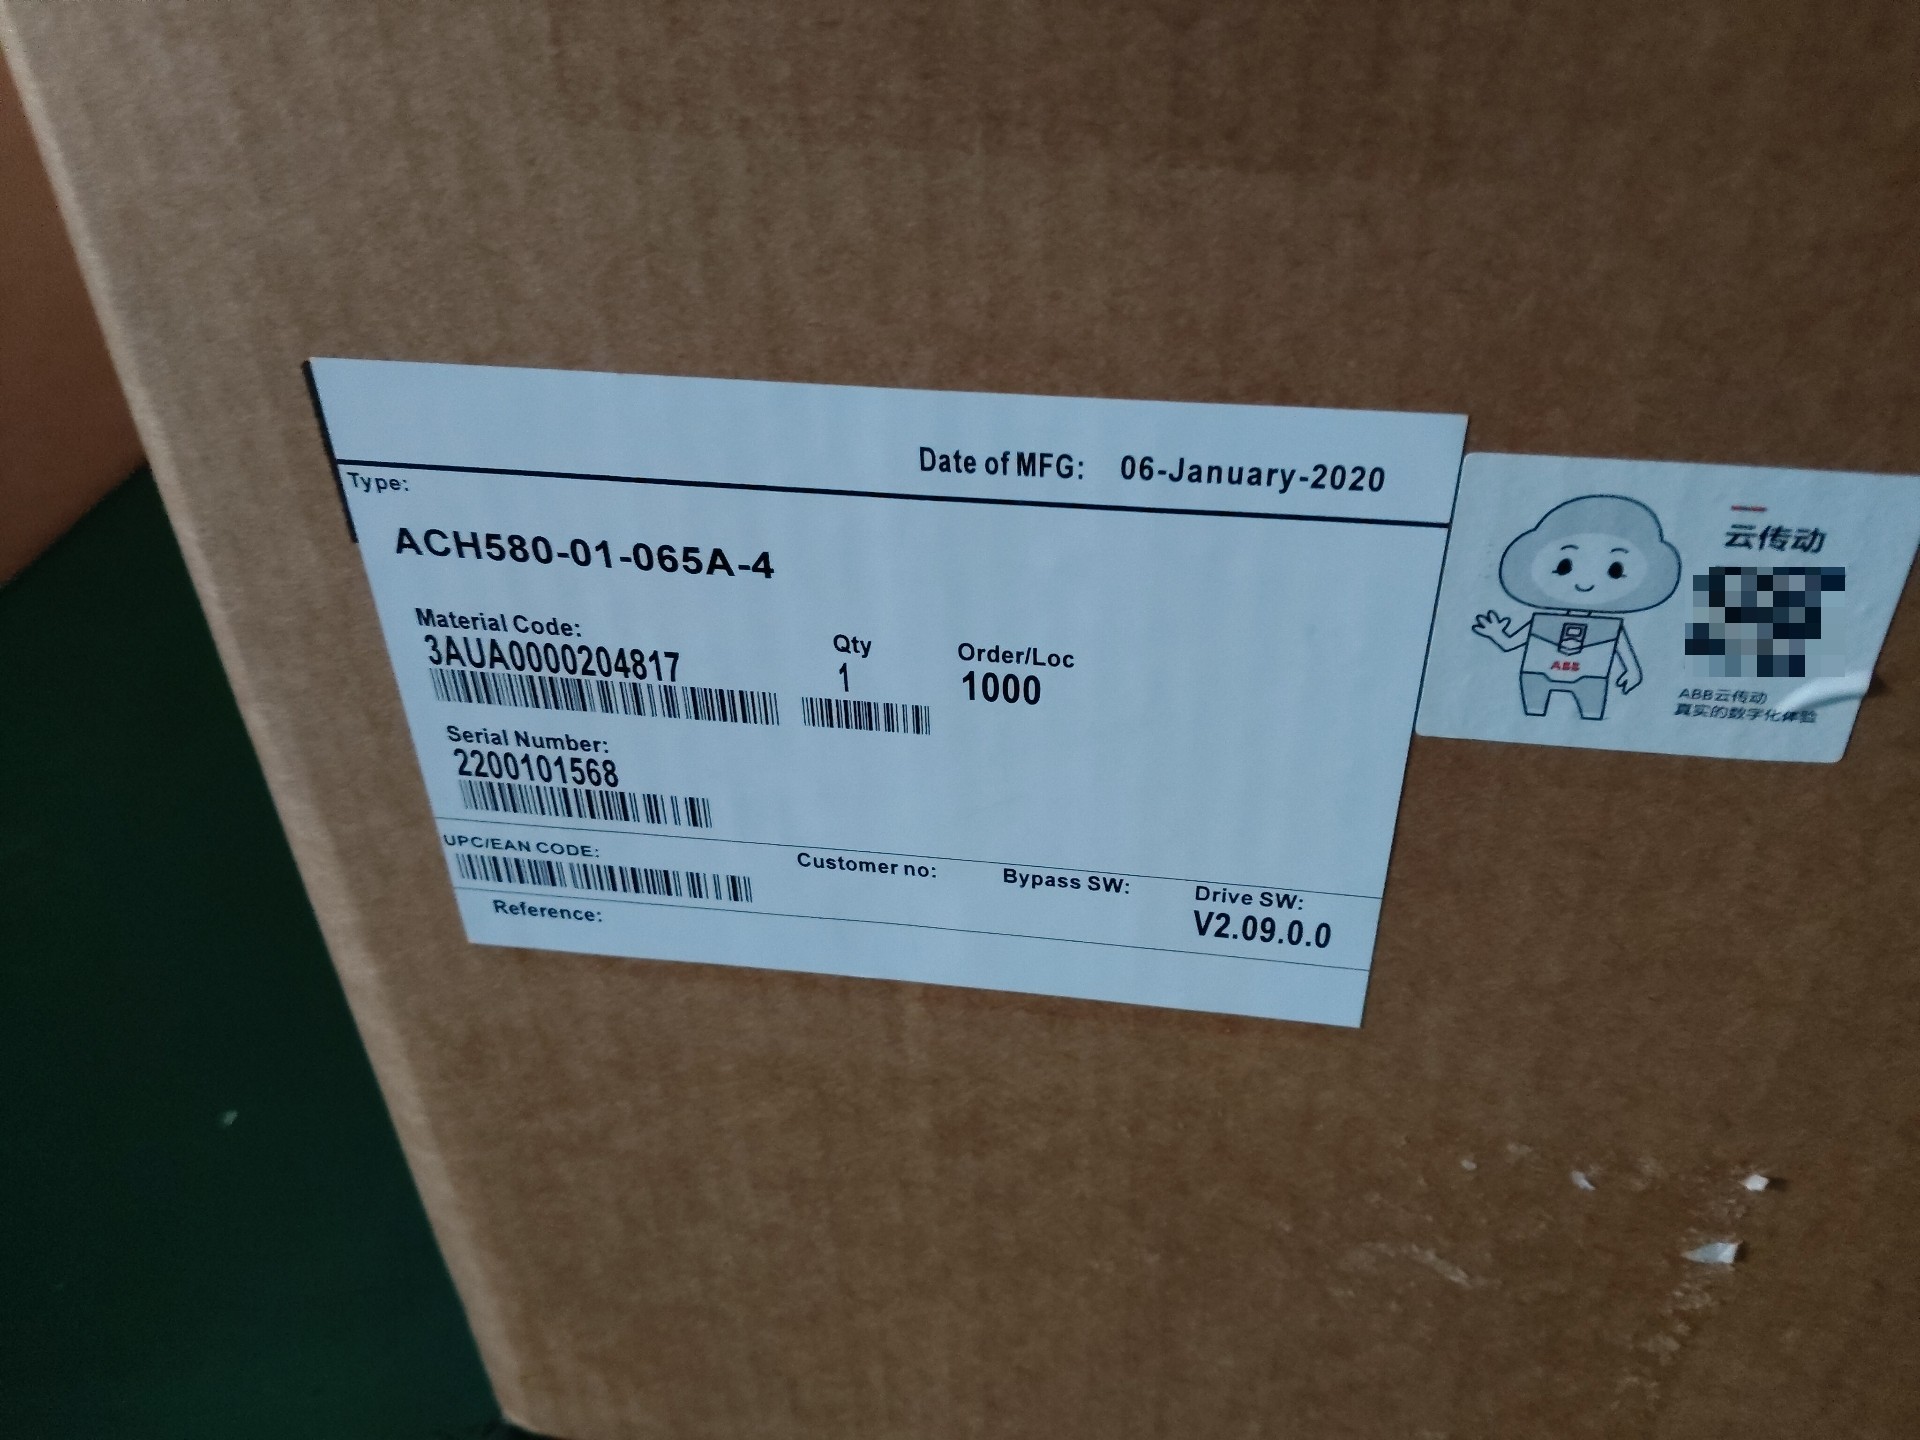 Date of MFG: 06-January-2020
Type:
ACH580-01-065A-4
Material Code:
3AUA0000204817
Qty
1
Order/Loc
1000
Serial Number:
2200101568
UPC/EAN CODE:
Customer no:
Bypass SW:
Drive SW:
V2.09.0.0
Reference:
云传动
ABB
ABB云传动
真实的数字化体验